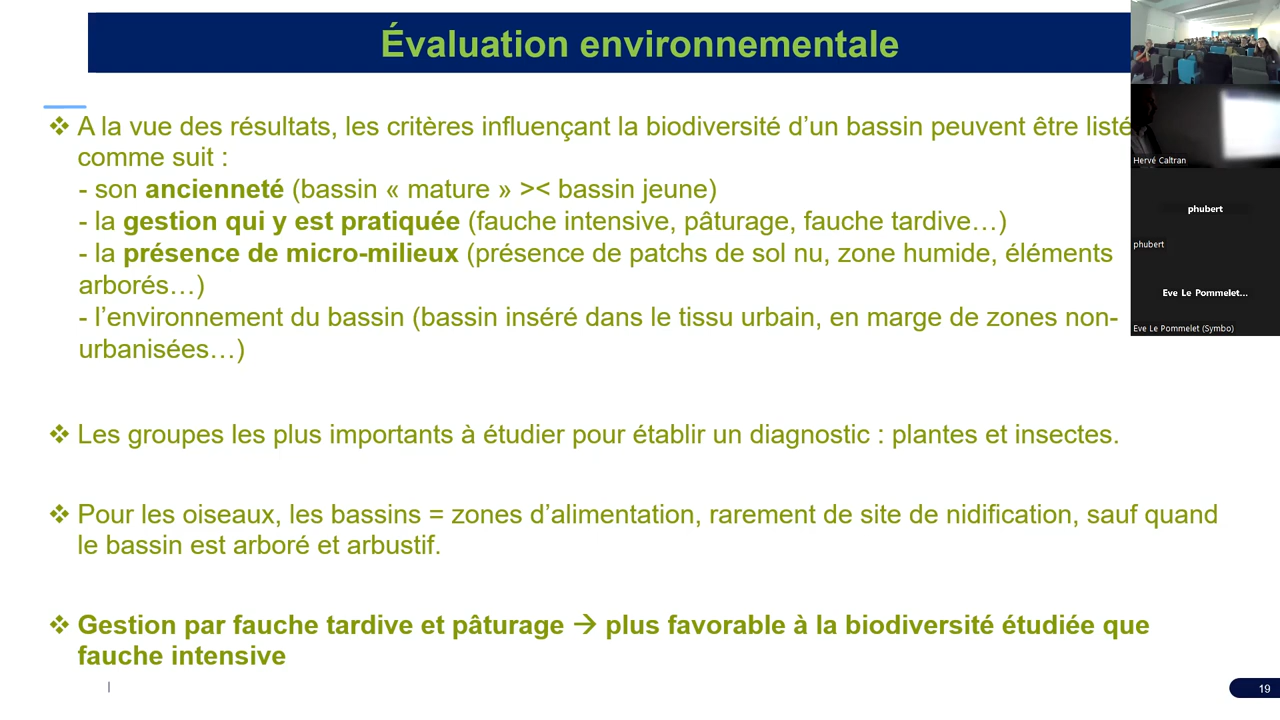 Évaluation environnementale
❖ A la vue des résultats, les critères influençant la biodiversité d’un bassin peuvent être listé
comme suit :
- son ancienneté (bassin « mature » >< bassin jeune)
- la gestion qui y est pratiquée (fauche intensive, pâturage, fauche tardive…)
- la présence de micro-milieux (présence de patchs de sol nu, zone humide, éléments
arborés…)
- l’environnement du bassin (bassin inséré dans le tissu urbain, en marge de zones non-
urbanisées…)
❖ Les groupes les plus importants à étudier pour établir un diagnostic : plantes et insectes.
❖ Pour les oiseaux, les bassins = zones d’alimentation, rarement de site de nidification, sauf quand
le bassin est arboré et arbustif.
❖ Gestion par fauche tardive et pâturage → plus favorable à la biodiversité étudiée que
fauche intensive
|
19
Hervé Caltran
phubert
phubert
Eve Le Pommelet...
Eve Le Pommelet (Symbo)